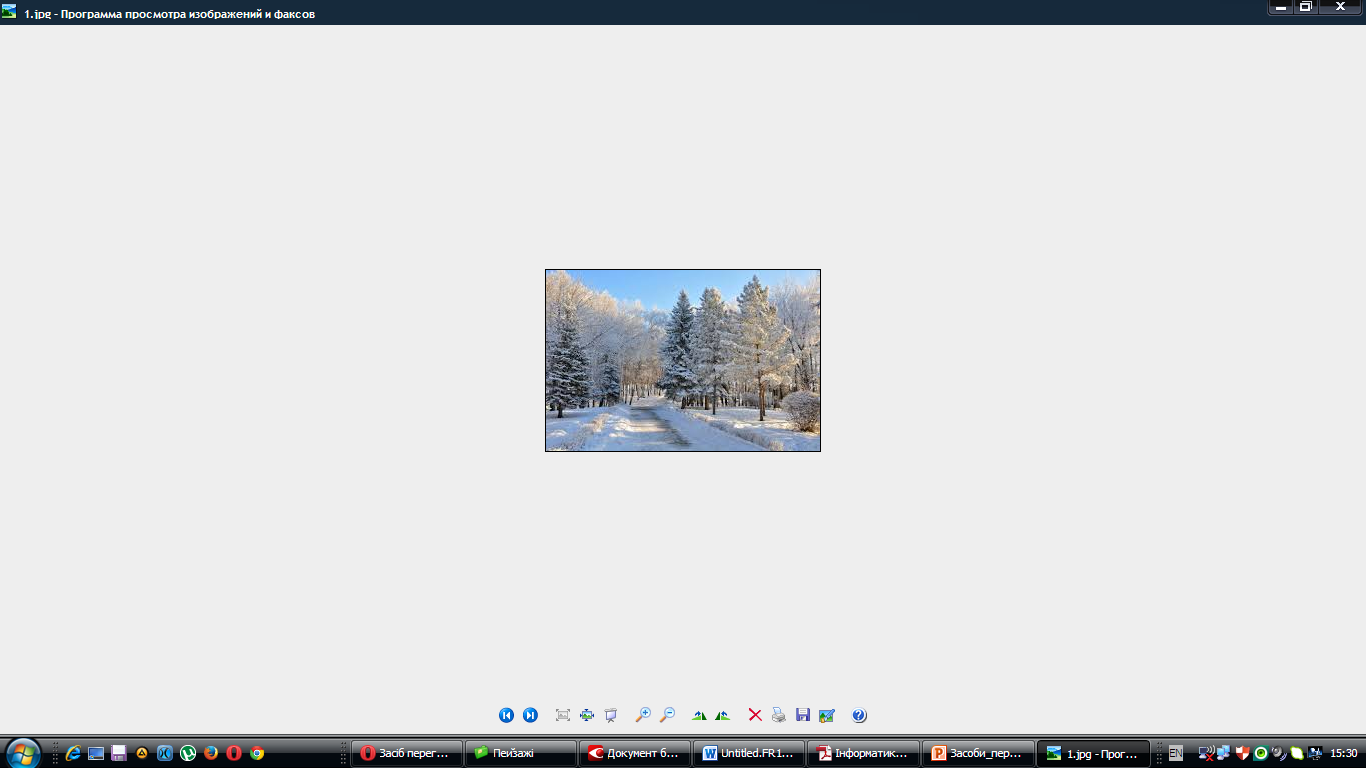 1.jpg - Программа просмотра изображений и факсов
Засіб перег...
Пейзажі
Документ б...
Untitled.FR1...
Інформатик...
Засоби_пер...
1.jpg - Прог...
EN
15:30